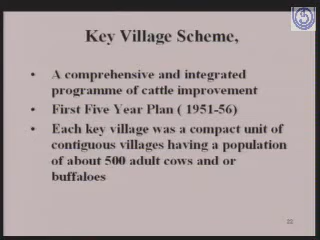 Key Village Scheme,
• A comprehensive and integrated
programme of cattle improvement
• First Five Year Plan ( 1951-56)
• Each key village was a compact unit of
contiguous villages having a population
of about 500 adult cows and or
buffaloes